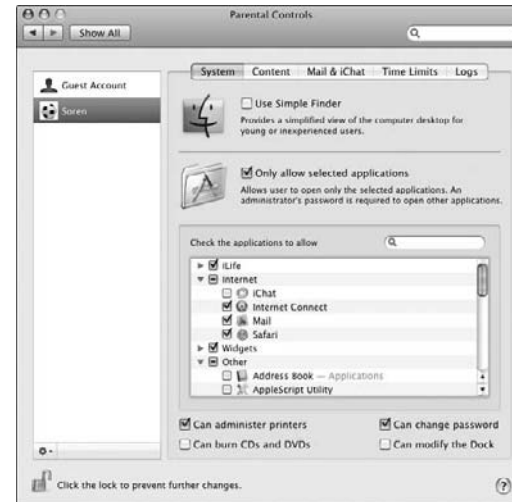 Parental Controls
Show All
System Content Mail & iChat Time Limits Logs
Guest Account
Soren
Use Simple Finder
Provides a simplified view of the computer desktop for
young or inexperienced users.
Only allow selected applications
Allows user to open only the selected applications. An
administrator's password is required to open other applications.
Check the applications to allow
iLife
Internet
iChat
Internet Connect
Mail
Safari
Widgets
Other
Address Book — Applications
AppleScript Utility
Can administer printers Can change password
Can burn CDs and DVDs Can modify the Dock
Click the lock to prevent further changes.
?